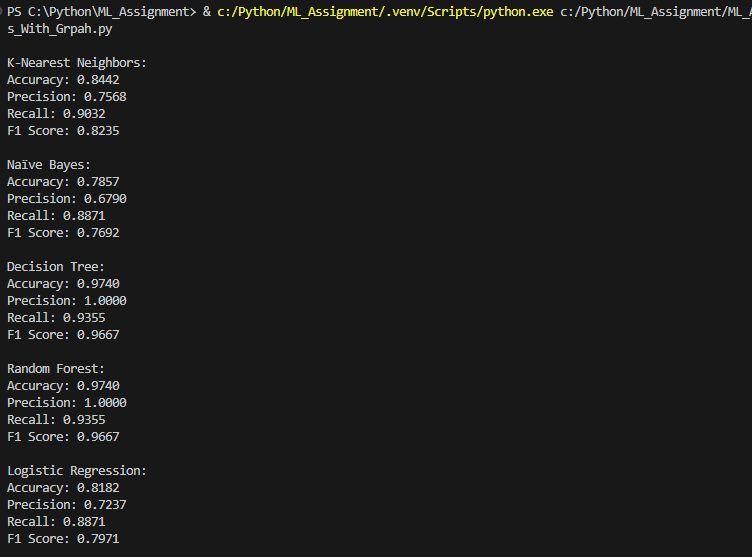 PS C:\Python\ML_Assignment> & c:/Python/ML_Assignment/.venv/Scripts/python.exe c:/Python/ML_Assignment/ML_A
s_With_Grpah.py
K-Nearest Neighbors:
Accuracy: 0.8442
Precision: 0.7568
Recall: 0.9032
F1 Score: 0.8235
Naïve Bayes:
Accuracy: 0.7857
Precision: 0.6790
Recall: 0.8871
F1 Score: 0.7692
Decision Tree:
Accuracy: 0.9740
Precision: 1.0000
Recall: 0.9355
F1 Score: 0.9667
Random Forest:
Accuracy: 0.9740
Precision: 1.0000
Recall: 0.9355
F1 Score: 0.9667
Logistic Regression:
Accuracy: 0.8182
Precision: 0.7237
Recall: 0.8871
F1 Score: 0.7971